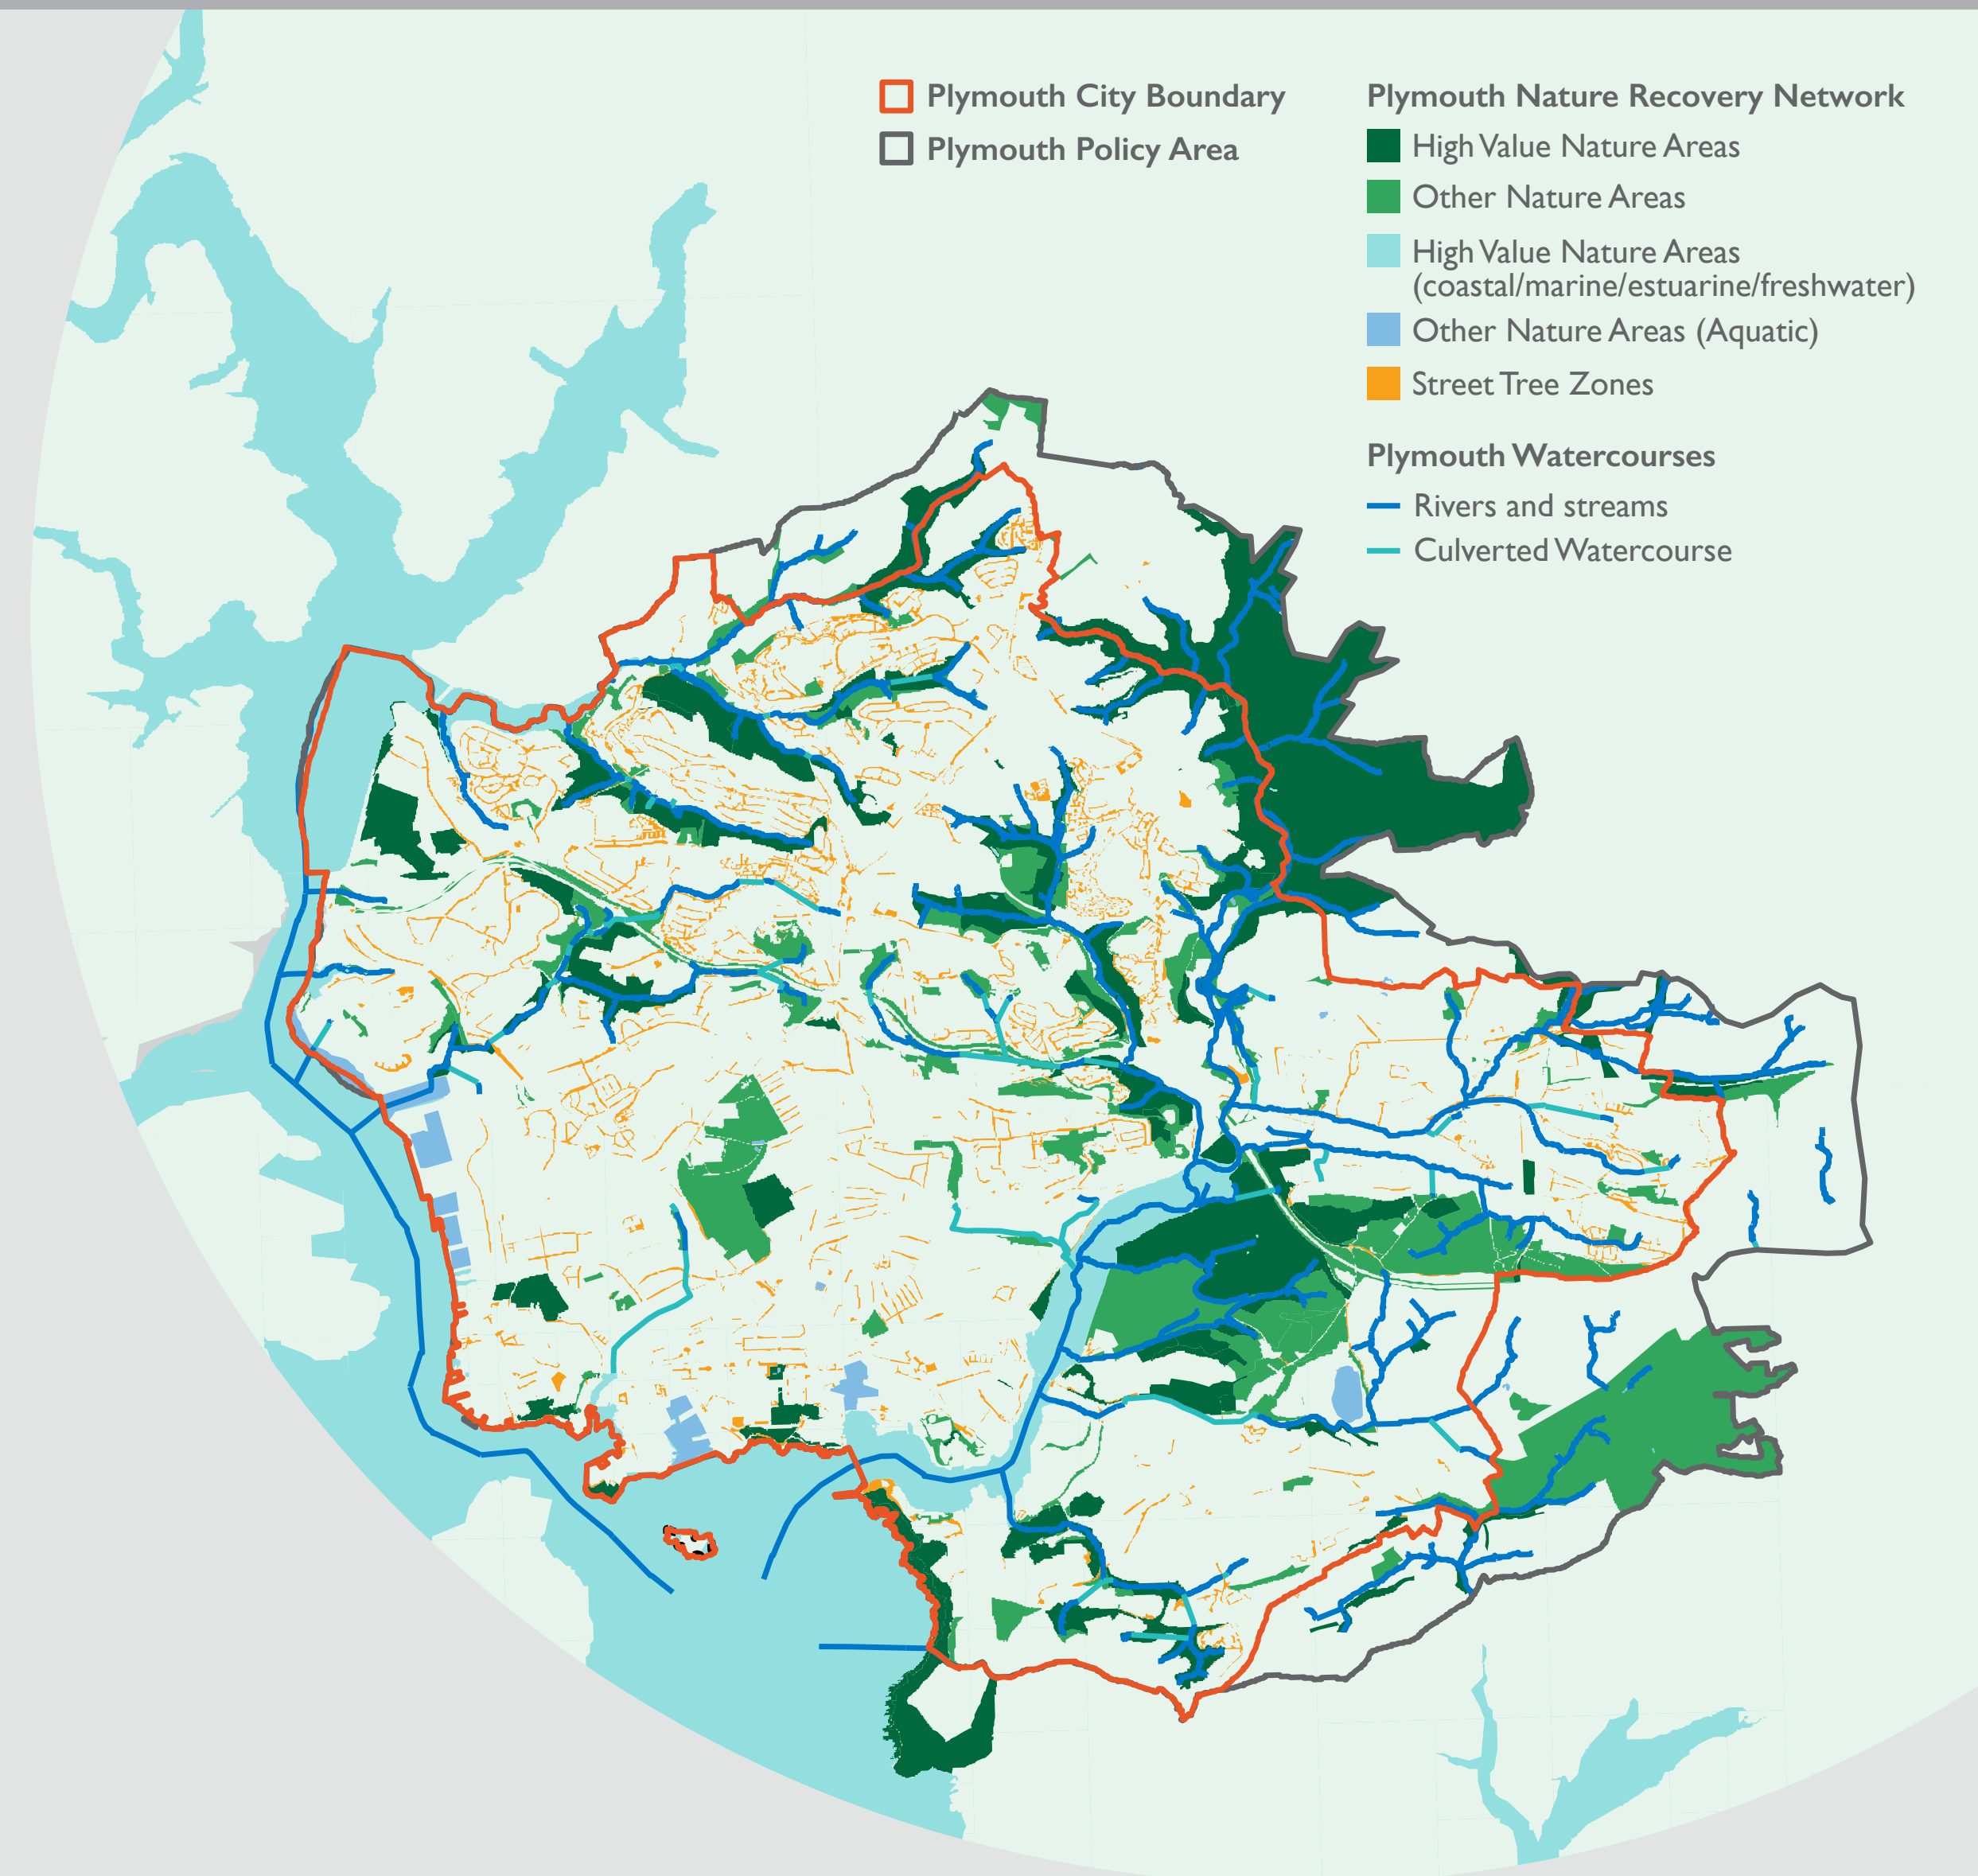 Plymouth City Boundary
Plymouth Policy Area
Plymouth Nature Recovery Network
High Value Nature Areas
Other Nature Areas
High Value Nature Areas
(coastal/marine/estuarine/freshwater)
Other Nature Areas (Aquatic)
Street Tree Zones
Plymouth Watercourses
Rivers and streams
Culverted Watercourse